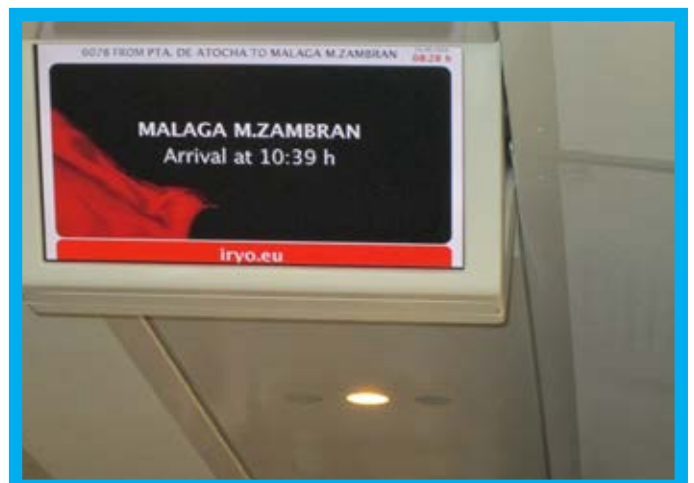 6078 FROM PTA. DE ATOCHA TO MALAGA M.ZAMBRAN
08:28 h
MALAGA M.ZAMBRAN
Arrival at 10:39 h
iryo.eu